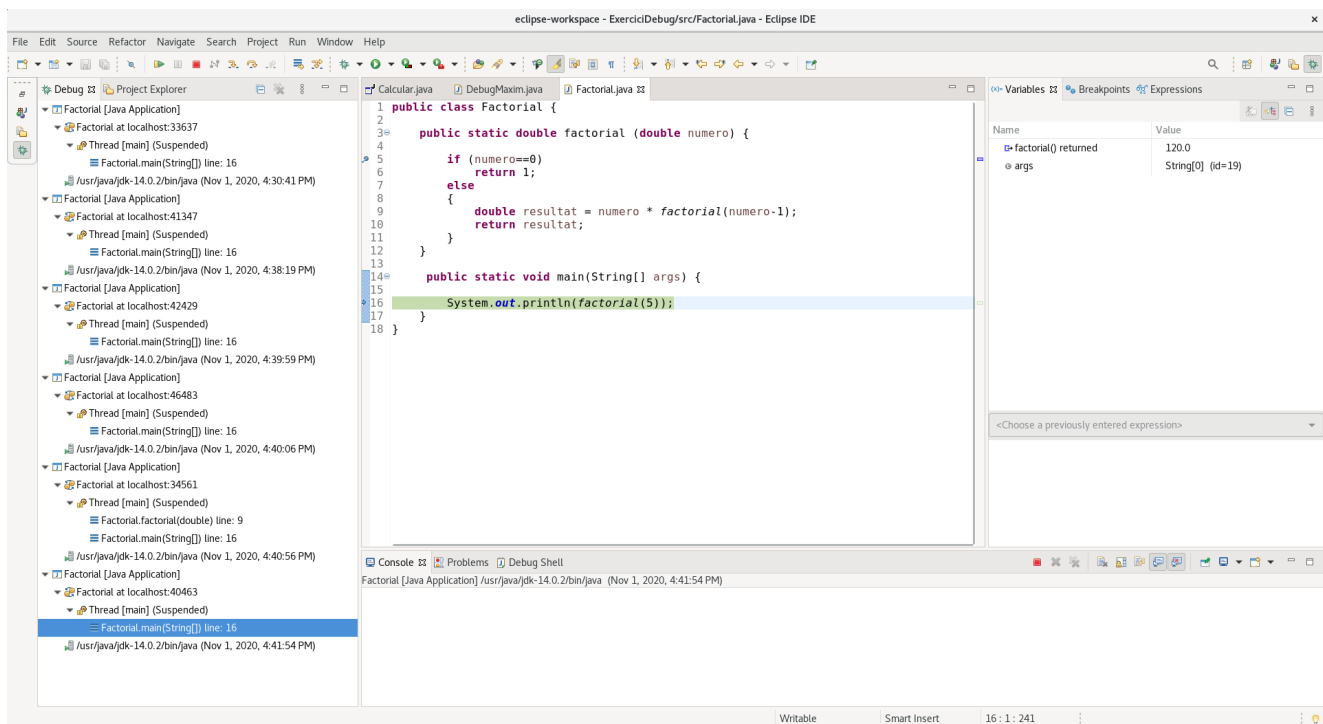 eclipse-workspace - ExerciciDebug/src/Factorial.java - Eclipse IDE
File Edit Source Refactor Navigate Search Project Run Window Help
Debug Project Explorer
Factorial [Java Application]
Factorial at localhost:33637
Thread [main] (Suspended)
Factorial.main(String[]) line: 16
/usr/java/jdk-14.0.2/bin/java (Nov 1, 2020, 4:30:41 PM)
Factorial [Java Application]
Factorial at localhost:41347
Thread [main] (Suspended)
Factorial.main(String[]) line: 16
/usr/java/jdk-14.0.2/bin/java (Nov 1, 2020, 4:38:19 PM)
Factorial [Java Application]
Factorial at localhost:42429
Thread [main] (Suspended)
Factorial.main(String[]) line: 16
/usr/java/jdk-14.0.2/bin/java (Nov 1, 2020, 4:39:59 PM)
Factorial [Java Application]
Factorial at localhost:46483
Thread [main] (Suspended)
Factorial.main(String[]) line: 16
/usr/java/jdk-14.0.2/bin/java (Nov 1, 2020, 4:40:06 PM)
Factorial [Java Application]
Factorial at localhost:34561
Thread [main] (Suspended)
Factorial.factorial(double) line: 9
Factorial.main(String[]) line: 16
/usr/java/jdk-14.0.2/bin/java (Nov 1, 2020, 4:40:56 PM)
Factorial [Java Application]
Factorial at localhost:40463
Thread [main] (Suspended)
Factorial.main(String[]) line: 16
/usr/java/jdk-14.0.2/bin/java (Nov 1, 2020, 4:41:54 PM)
Calcular.java DebugMaxim.java Factorial.java
1 public class Factorial {
2
3 public static double factorial (double numero) {
4
5 if (numero==0)
6 return 1;
7 else
8 {
9 double resultat = numero * factorial(numero-1);
10 return resultat;
11 }
12 }
13
14 public static void main(String[] args) {
15
16 System.out.println(factorial(5));
17 }
18 }
Variables Breakpoints Expressions
Name Value
factorial() returned 120.0
args String[0] (id=19)
<Choose a previously entered expression>
Console Problems Debug Shell
Factorial [Java Application] /usr/java/jdk-14.0.2/bin/java (Nov 1, 2020, 4:41:54 PM)
Writable Smart Insert 16 : 1 : 241